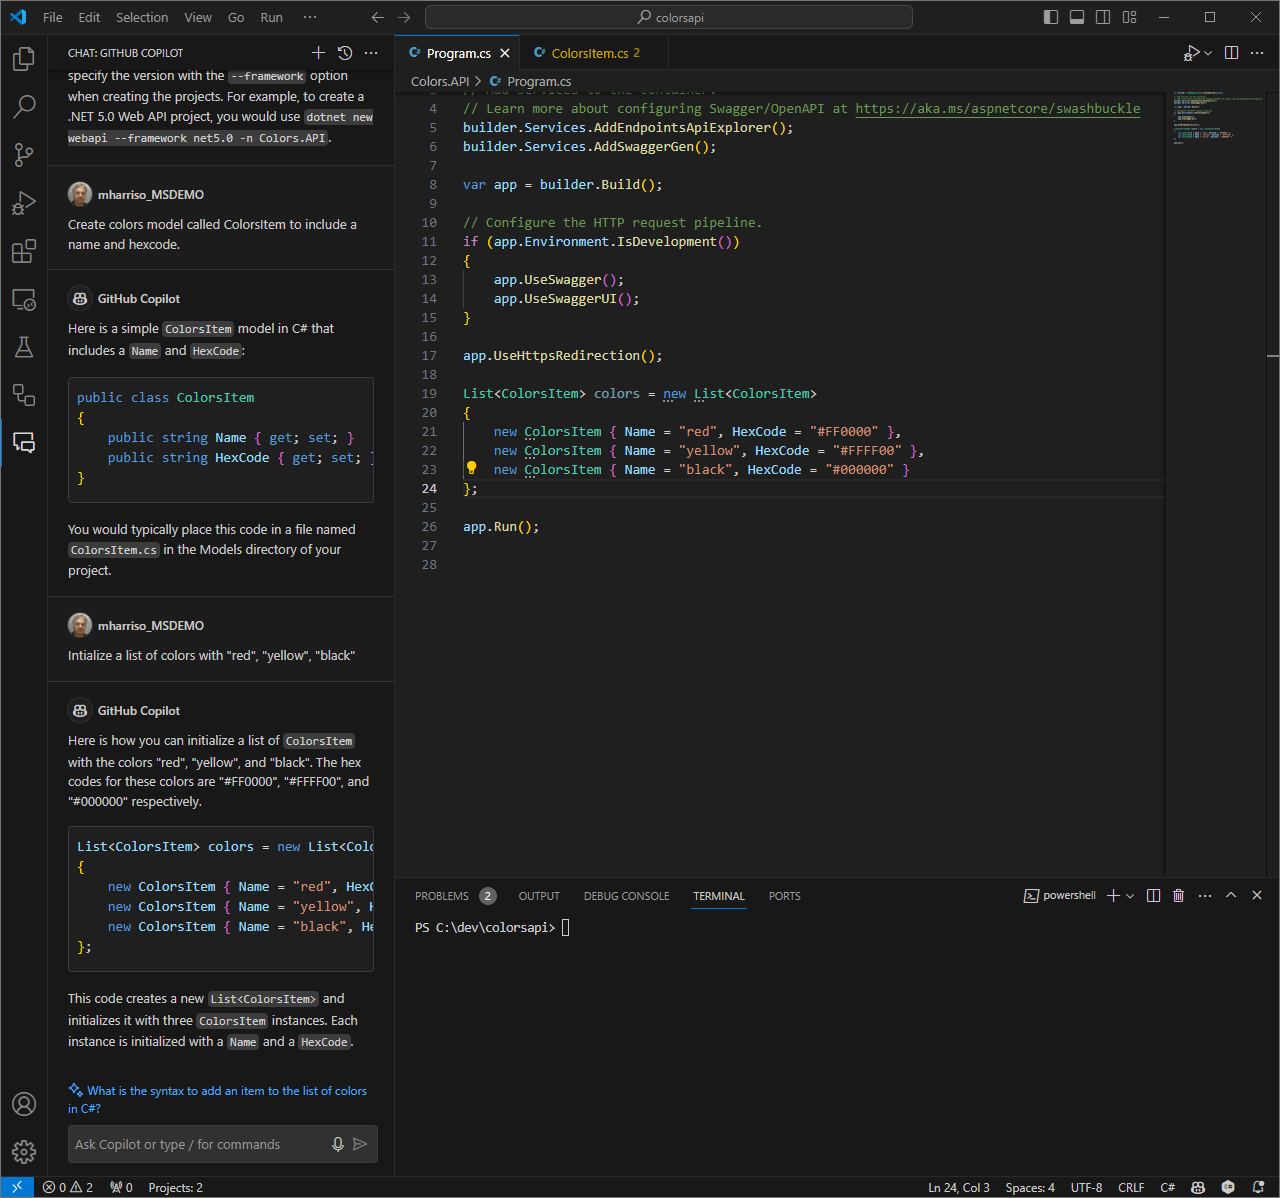 File Edit Selection View Go Run ··· colorsapi
CHAT: GITHUB COPILOT
specify the version with the --framework option
when creating the projects. For example, to create a
.NET 5.0 Web API project, you would use dotnet new
webapi --framework net5.0 -n Colors.API.
mharriso_MSDEMO
Create colors model called ColorsItem to include a
name and hexcode.
GitHub Copilot
Here is a simple ColorsItem model in C# that
includes a Name and HexCode:
public class ColorsItem
{
public string Name { get; set; }
public string HexCode { get; set; }
}
You would typically place this code in a file named
ColorsItem.cs in the Models directory of your
project.
mharriso_MSDEMO
Intialize a list of colors with "red", "yellow", "black"
GitHub Copilot
Here is how you can initialize a list of ColorsItem
with the colors "red", "yellow", and "black". The hex
codes for these colors are "#FF0000", "#FFFF00", and
"#000000" respectively.
List<ColorsItem> colors = new List<Colo
{
new ColorsItem { Name = "red", HexC
new ColorsItem { Name = "yellow", H
new ColorsItem { Name = "black", He
};
This code creates a new List<ColorsItem> and
initializes it with three ColorsItem instances. Each
instance is initialized with a Name and a HexCode.
What is the syntax to add an item to the list of colors
in C#?
Ask Copilot or type / for commands
Program.cs ColorsItem.cs 2
Colors.API > Program.cs
4 // Learn more about configuring Swagger/OpenAPI at https://aka.ms/aspnetcore/swashbuckle
5 builder.Services.AddEndpointsApiExplorer();
6 builder.Services.AddSwaggerGen();
7
8 var app = builder.Build();
9
10 // Configure the HTTP request pipeline.
11 if (app.Environment.IsDevelopment())
12 {
13 app.UseSwagger();
14 app.UseSwaggerUI();
15 }
16
17 app.UseHttpsRedirection();
18
19 List<ColorsItem> colors = new List<ColorsItem>
20 {
21 new ColorsItem { Name = "red", HexCode = "#FF0000" },
22 new ColorsItem { Name = "yellow", HexCode = "#FFFF00" },
23 new ColorsItem { Name = "black", HexCode = "#000000" }
24 };
25
26 app.Run();
27
28
PROBLEMS 2 OUTPUT DEBUG CONSOLE TERMINAL PORTS powershell
PS C:\dev\colorsapi>
0 2 0 Projects: 2 Ln 24, Col 3 Spaces: 4 UTF-8 CRLF C#